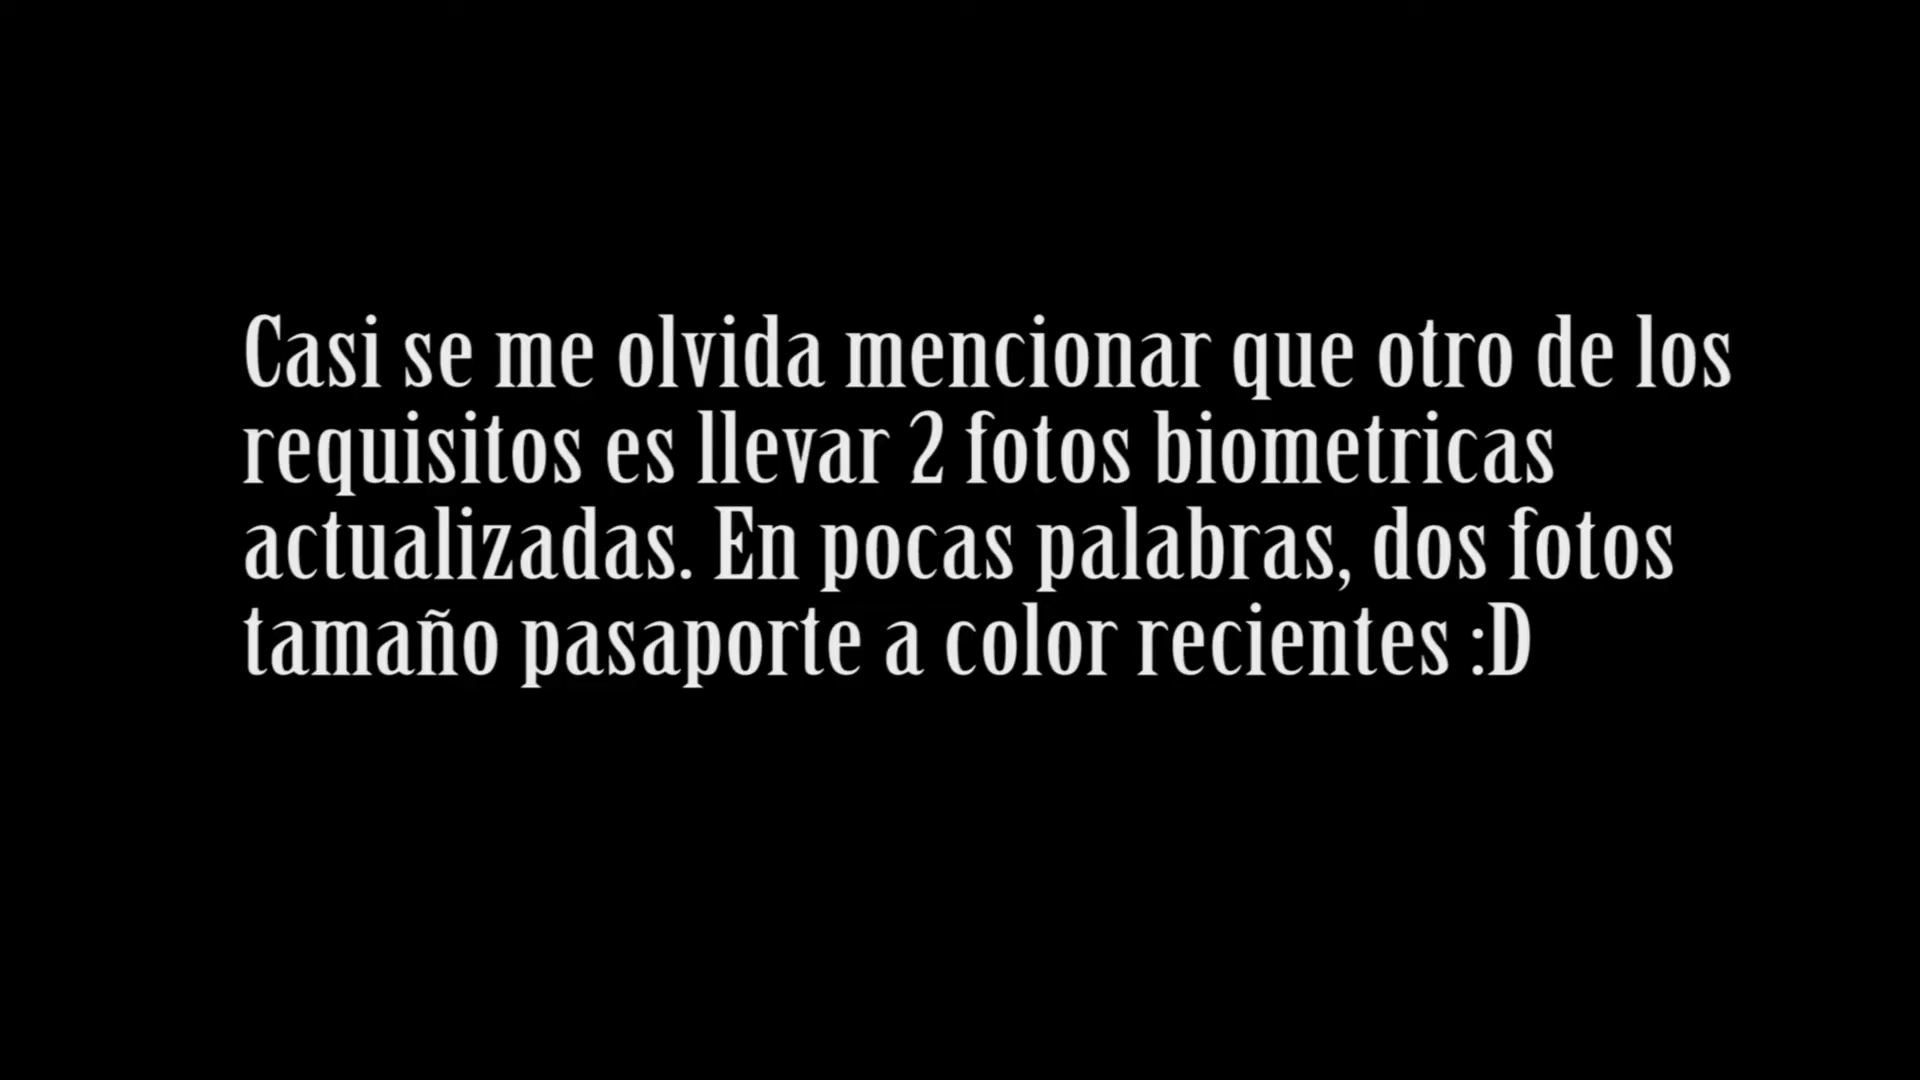 Casi se me olvida mencionar que otro de los
requisitos es llevar 2 fotos biometricas
actualizadas. En pocas palabras, dos fotos
tamaño pasaporte a color recientes :D